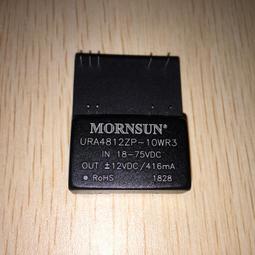 MORNSUN®
URA4812ZP-10WR3
IN 18-75VDC
OUT ±12VDC/416mA
RoHS 1828